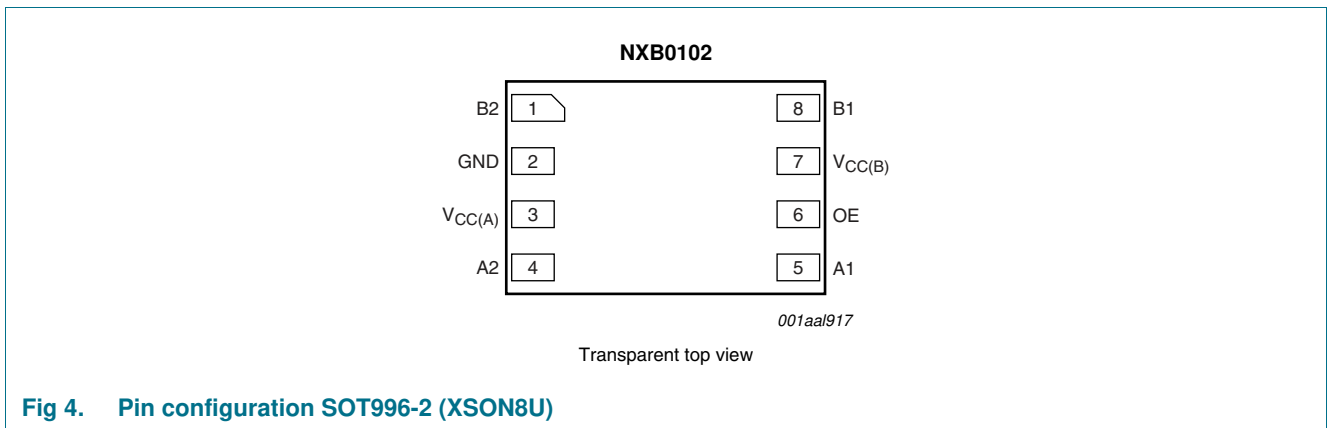 NXB0102
B2 1 8 B1
GND 2 7 VCC(B)
VCC(A) 3 6 OE
A2 4 5 A1
001aal917
Transparent top view
Fig 4. Pin configuration SOT996-2 (XSON8U)